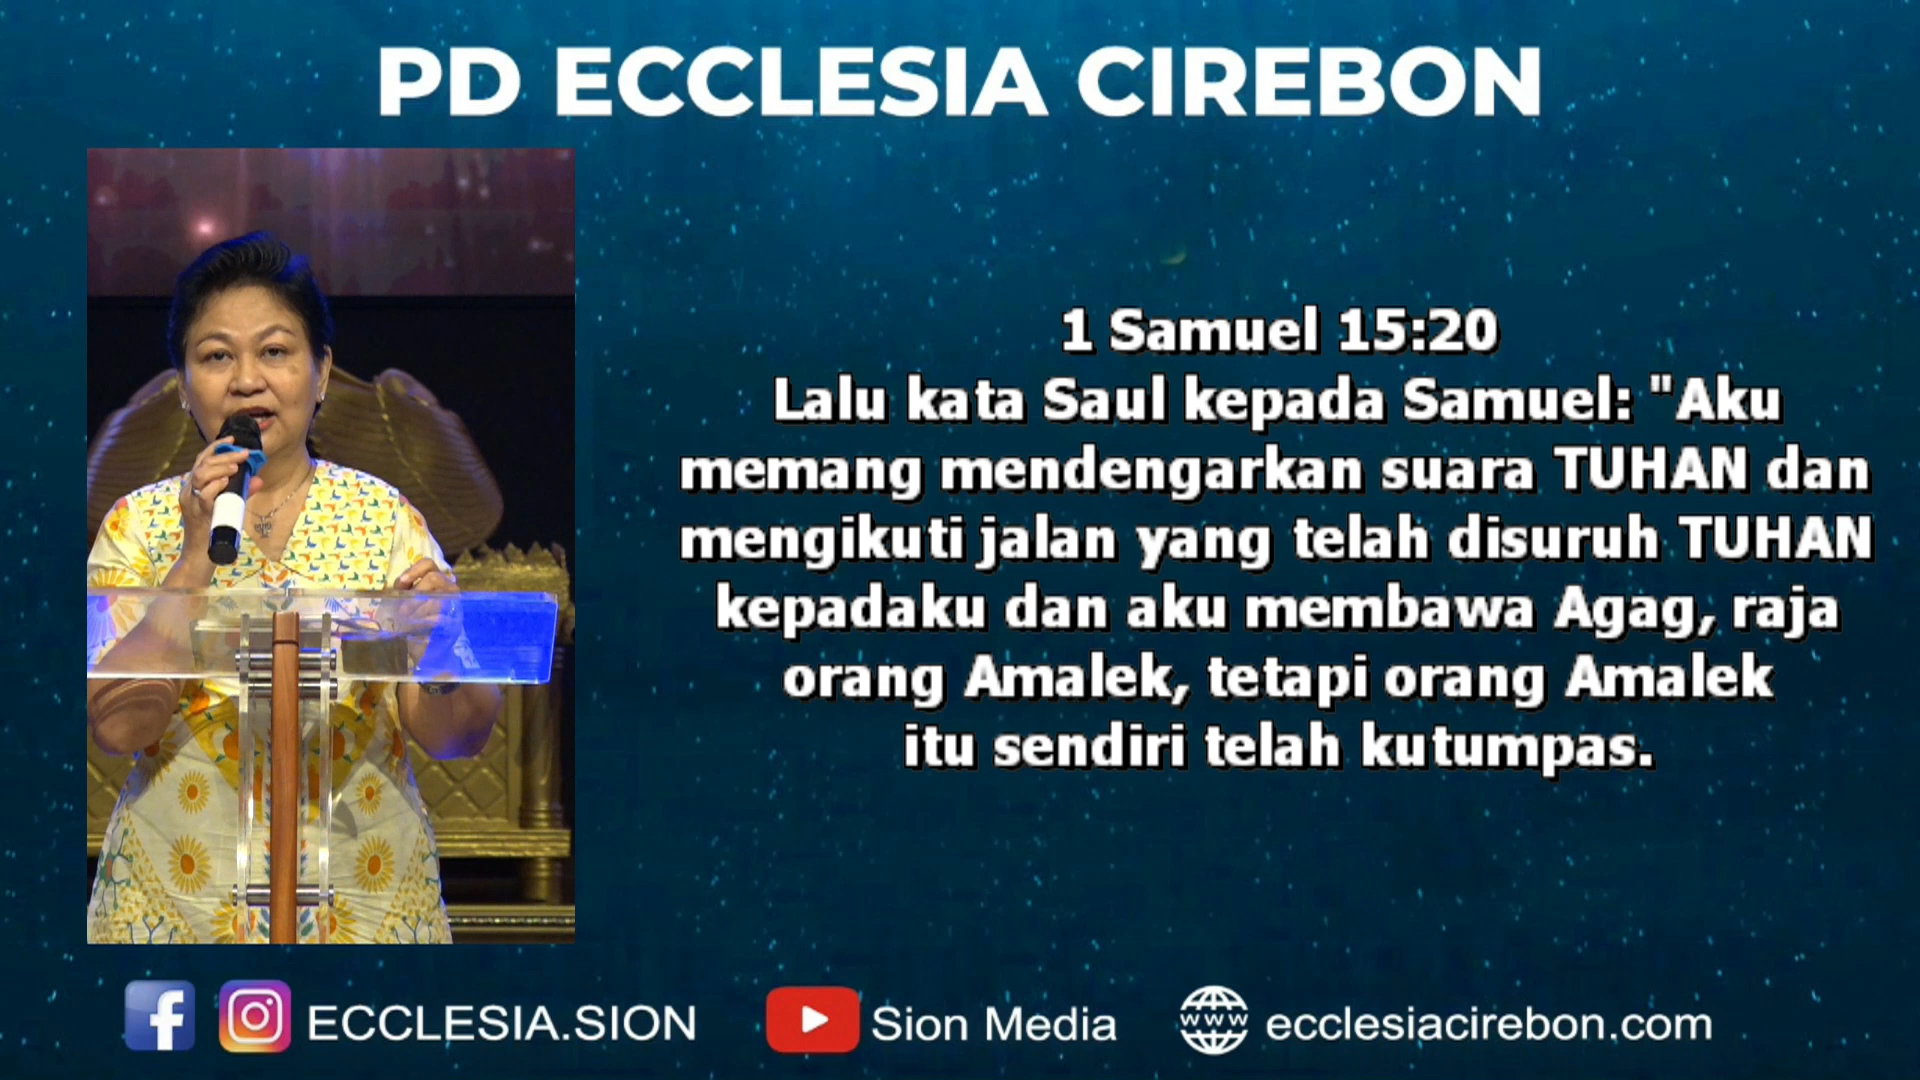 PD ECCLESIA CIREBON
1 Samuel 15:20
Lalu kata Saul kepada Samuel: "Aku
memang mendengarkan suara TUHAN dan
mengikuti jalan yang telah disuruh TUHAN
kepadaku dan aku membawa Agag, raja
orang Amalek, tetapi orang Amalek
itu sendiri telah kutumpas.
f ECCLESIA.SION
Sion Media
www ecclesiacirebon.com